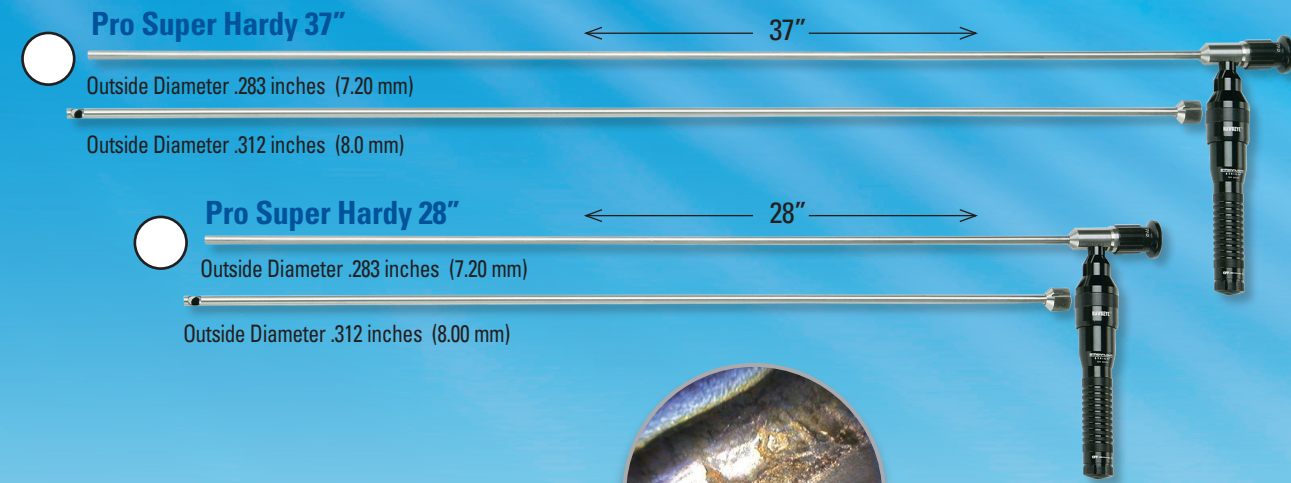 Pro Super Hardy 37″
37″
Outside Diameter .283 inches (7.20 mm)
Outside Diameter .312 inches (8.0 mm)
HAWKEYE
Pro Super Hardy 28″
28″
Outside Diameter .283 inches (7.20 mm)
Outside Diameter .312 inches (8.00 mm)
HAWKEYE